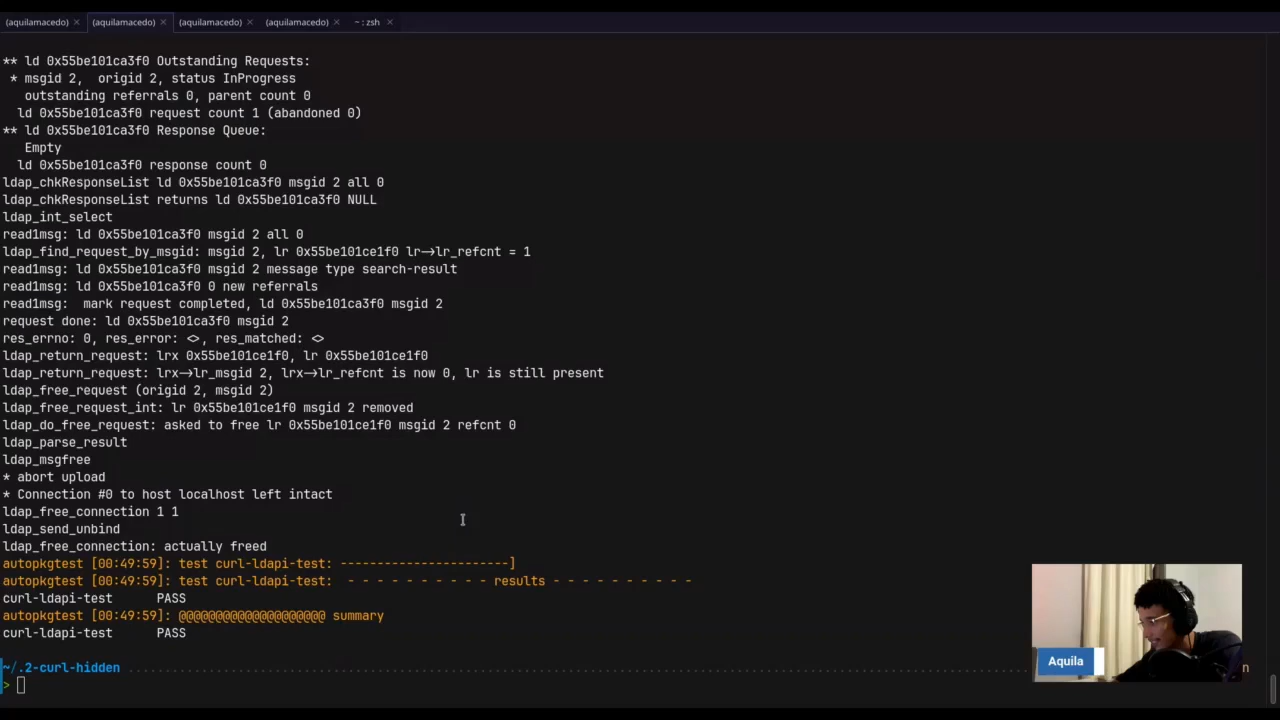 (aquilamacedo) × (aquilamacedo) × (aquilamacedo) × (aquilamacedo) × ~ : zsh ×
** ld 0x55be101ca3f0 Outstanding Requests:
* msgid 2,  origid 2, status InProgress
outstanding referrals 0, parent count 0
ld 0x55be101ca3f0 request count 1 (abandoned 0)
** ld 0x55be101ca3f0 Response Queue:
Empty
ld 0x55be101ca3f0 response count 0
ldap_chkResponseList ld 0x55be101ca3f0 msgid 2 all 0
ldap_chkResponseList returns ld 0x55be101ca3f0 NULL
ldap_int_select
read1msg: ld 0x55be101ca3f0 msgid 2 all 0
ldap_find_request_by_msgid: msgid 2, lr 0x55be101ce1f0 lr->lr_refcnt = 1
read1msg: ld 0x55be101ca3f0 msgid 2 message type search-result
read1msg: ld 0x55be101ca3f0 0 new referrals
read1msg:  mark request completed, ld 0x55be101ca3f0 msgid 2
request done: ld 0x55be101ca3f0 msgid 2
res_errno: 0, res_error: <>, res_matched: <>
ldap_return_request: lrx 0x55be101ce1f0, lr 0x55be101ce1f0
ldap_return_request: lrx->lr_msgid 2, lrx->lr_refcnt is now 0, lr is still present
ldap_free_request (origid 2, msgid 2)
ldap_free_request_int: lr 0x55be101ce1f0 msgid 2 removed
ldap_do_free_request: asked to free lr 0x55be101ce1f0 msgid 2 refcnt 0
ldap_parse_result
ldap_msgfree
* abort upload
* Connection #0 to host localhost left intact
ldap_free_connection 1 1
ldap_send_unbind
ldap_free_connection: actually freed
autopkgtest [00:49:59]: test curl-ldapi-test: -----------------------]
autopkgtest [00:49:59]: test curl-ldapi-test:  - - - - - - - - - - results - - - - - - - - - -
curl-ldapi-test      PASS
autopkgtest [00:49:59]: @@@@@@@@@@@@@@@@@@@@ summary
curl-ldapi-test      PASS
~/.2-curl-hidden
>
Aquila